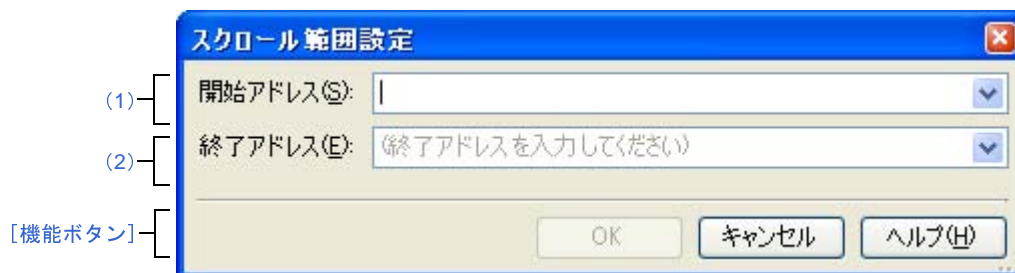 スクロール範囲設定
(1) 開始アドレス(S):
(2) 終了アドレス(E): (終了アドレスを入力してください)
[機能ボタン] OK キャンセル ヘルプ(H)